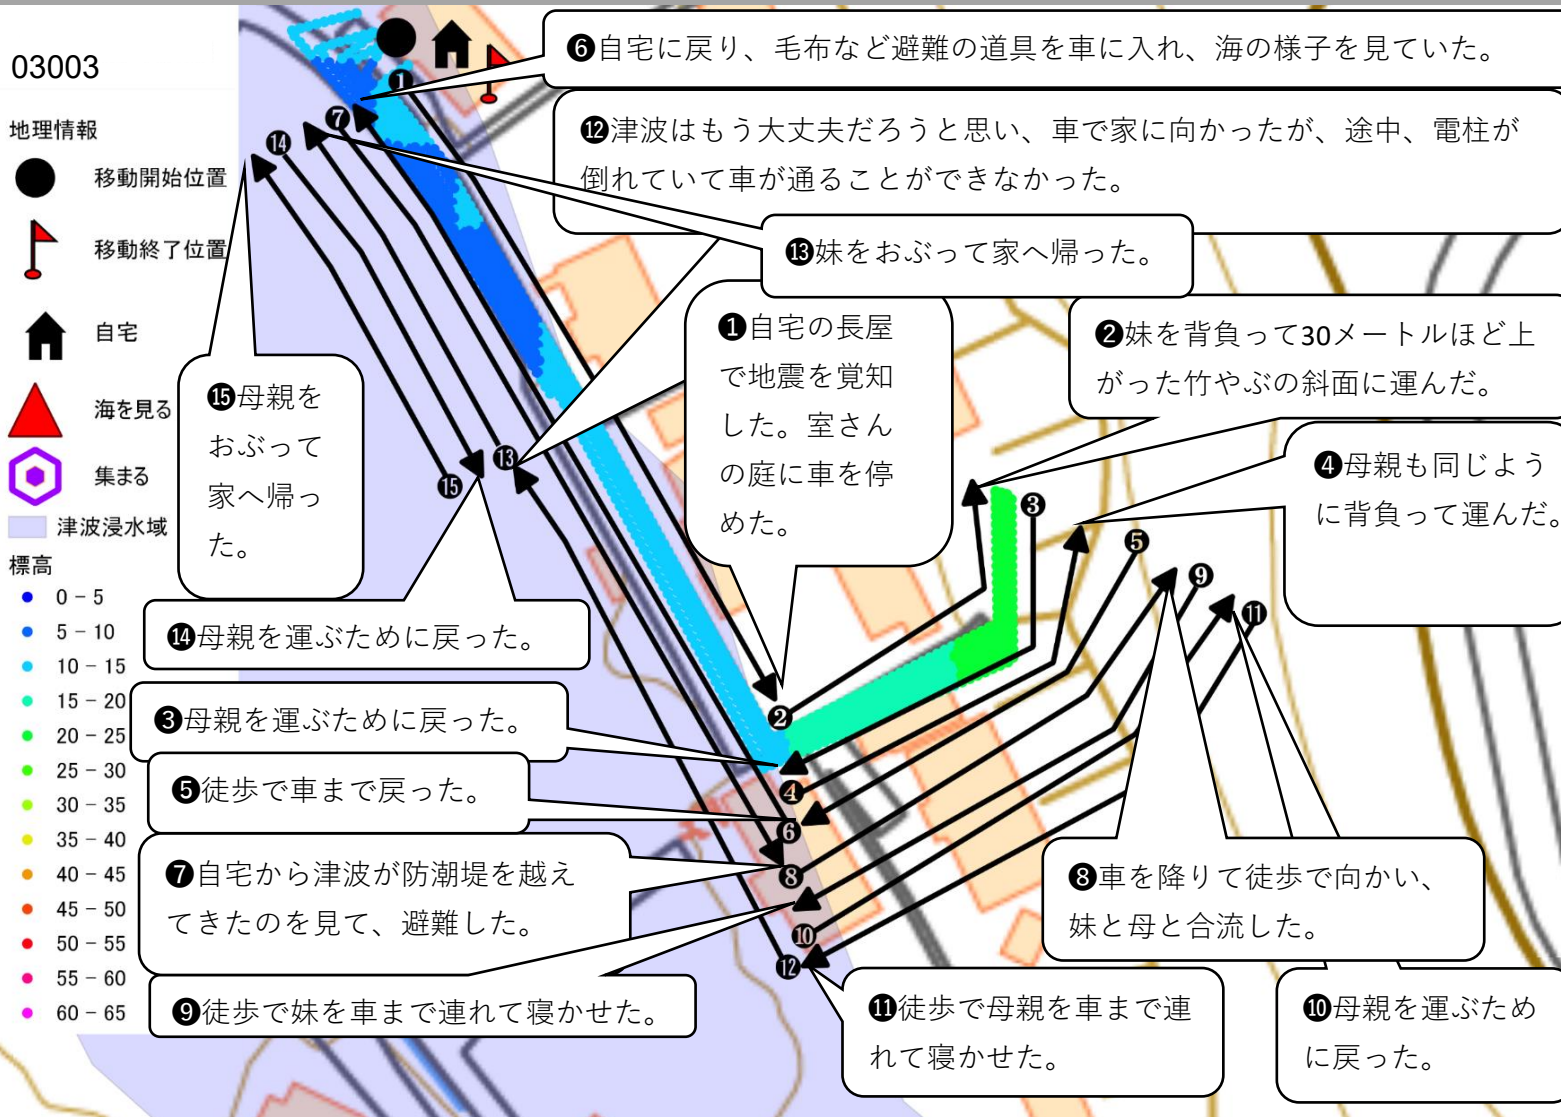 03003
地理情報
移動開始位置
移動終了位置
自宅
海を見る
集まる
津波浸水域
標高
0 - 5
5 - 10
10 - 15
15 - 20
20 - 25
25 - 30
30 - 35
35 - 40
40 - 45
45 - 50
50 - 55
55 - 60
60 - 65
❻自宅に戻り、毛布など避難の道具を車に入れ、海の様子を見ていた。
⓬津波はもう大丈夫だろうと思い、車で家に向かったが、途中、電柱が
倒れていて車が通ることができなかった。
⓭妹をおぶって家へ帰った。
❶自宅の長屋
で地震を覚知
した。室さん
の庭に車を停
めた。
❷妹を背負って30メートルほど上
がった竹やぶの斜面に運んだ。
❹母親も同じよう
に背負って運んだ。
⓯母親を
おぶって
家へ帰っ
た。
⓮母親を運ぶために戻った。
❸母親を運ぶために戻った。
❺徒歩で車まで戻った。
❼自宅から津波が防潮堤を越え
てきたのを見て、避難した。
❾徒歩で妹を車まで連れて寝かせた。
❽車を降りて徒歩で向かい、
妹と母と合流した。
⓫徒歩で母親を車まで連
れて寝かせた。
❿母親を運ぶため
に戻った。
❶
❼
⓮
⓭
⓯
❸
❺
❾
⓫
❷
❹
❻
❽
❿
⓬